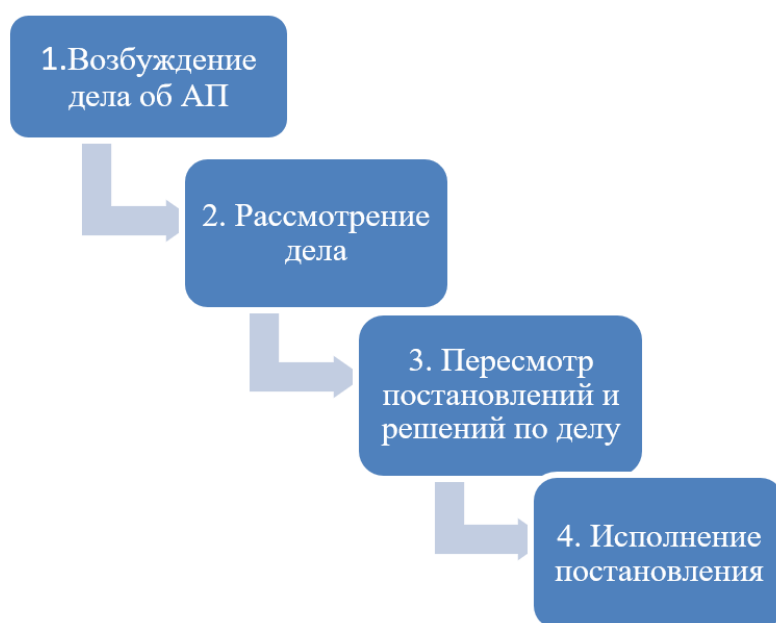 1.Возбуждение
дела об АП
2. Рассмотрение
дела
3. Пересмотр
постановлений и
решений по делу
4. Исполнение
постановления